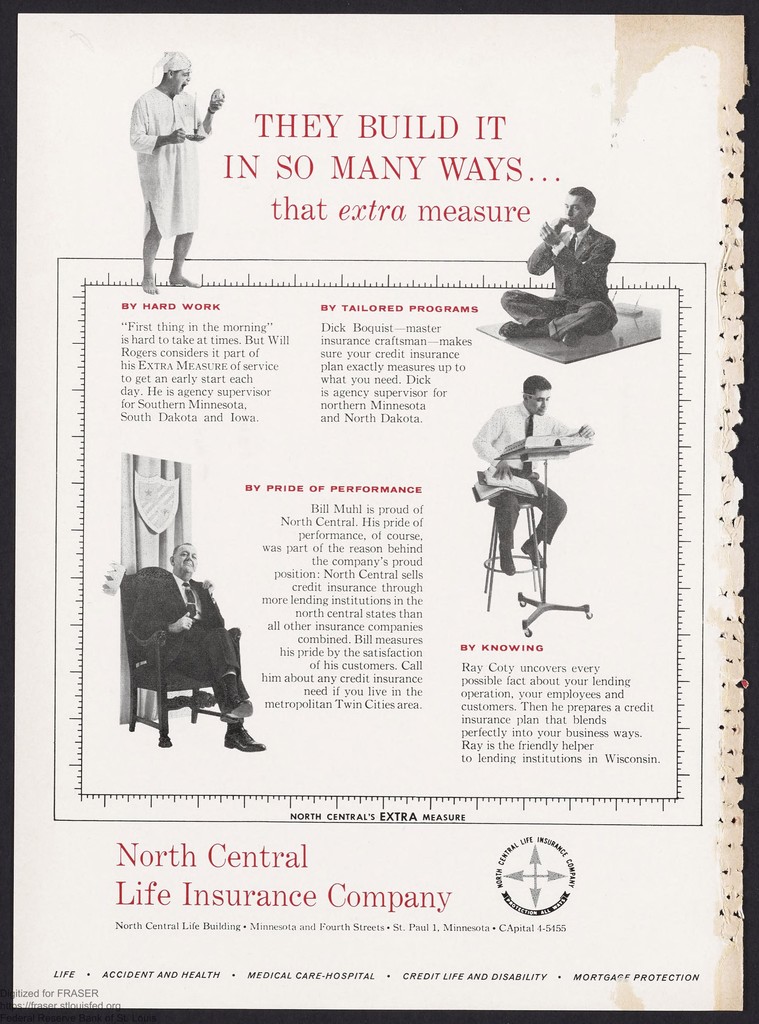 THEY BUILD IT
IN SO MANY WAYS...
that extra measure
BY HARD WORK
"First thing in the morning"
is hard to take at times. But Will
Rogers considers it part of
his EXTRA MEASURE of service
to get an early start each
day. He is agency supervisor
for Southern Minnesota,
South Dakota and Iowa.
BY TAILORED PROGRAMS
Dick Boquist—master
insurance craftsman—makes
sure your credit insurance
plan exactly measures up to
what you need. Dick
is agency supervisor for
northern Minnesota
and North Dakota.
BY PRIDE OF PERFORMANCE
Bill Muhl is proud of
North Central. His pride of
performance, of course,
was part of the reason behind
the company's proud
position: North Central sells
credit insurance through
more lending institutions in the
north central states than
all other insurance companies
combined. Bill measures
his pride by the satisfaction
of his customers. Call
him about any credit insurance
need if you live in the
metropolitan Twin Cities area.
BY KNOWING
Ray Coty uncovers every
possible fact about your lending
operation, your employees and
customers. Then he prepares a credit
insurance plan that blends
perfectly into your business ways.
Ray is the friendly helper
to lending institutions in Wisconsin.
NORTH CENTRAL'S EXTRA MEASURE
North Central
Life Insurance Company
NORTH CENTRAL LIFE INSURANCE COMPANY
PROTECTION ALL WAYS
North Central Life Building • Minnesota and Fourth Streets • St. Paul 1, Minnesota • CApital 4-5455
LIFE • ACCIDENT AND HEALTH • MEDICAL CARE-HOSPITAL • CREDIT LIFE AND DISABILITY • MORTGAGE PROTECTION
Digitized for FRASER
https://fraser.stlouisfed.org
Federal Reserve Bank of St. Louis